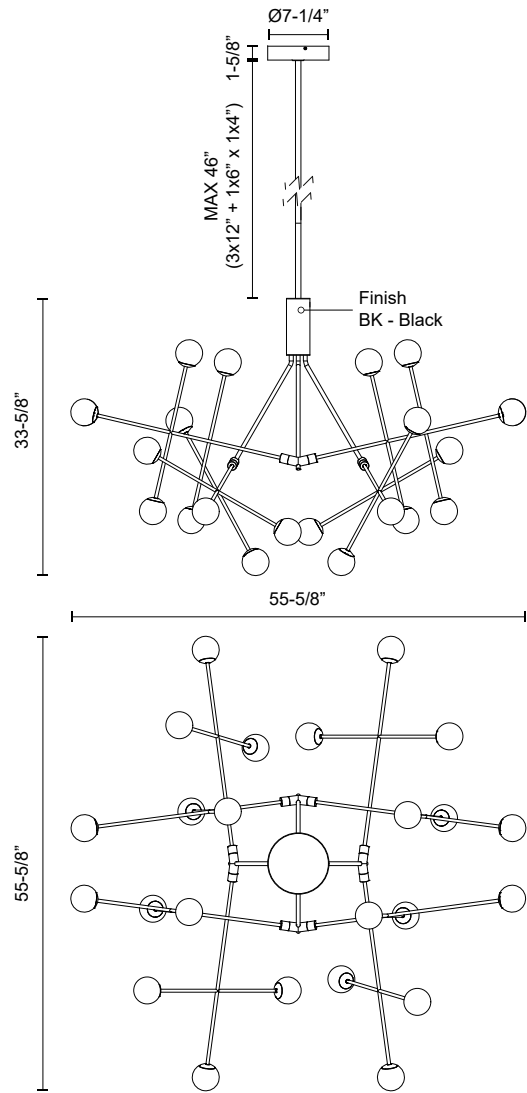 Ø7-1/4”
1-5/8”
MAX 46”
(3x12” + 1x6” x 1x4”)
Finish
BK - Black
33-5/8”
55-5/8”
55-5/8”